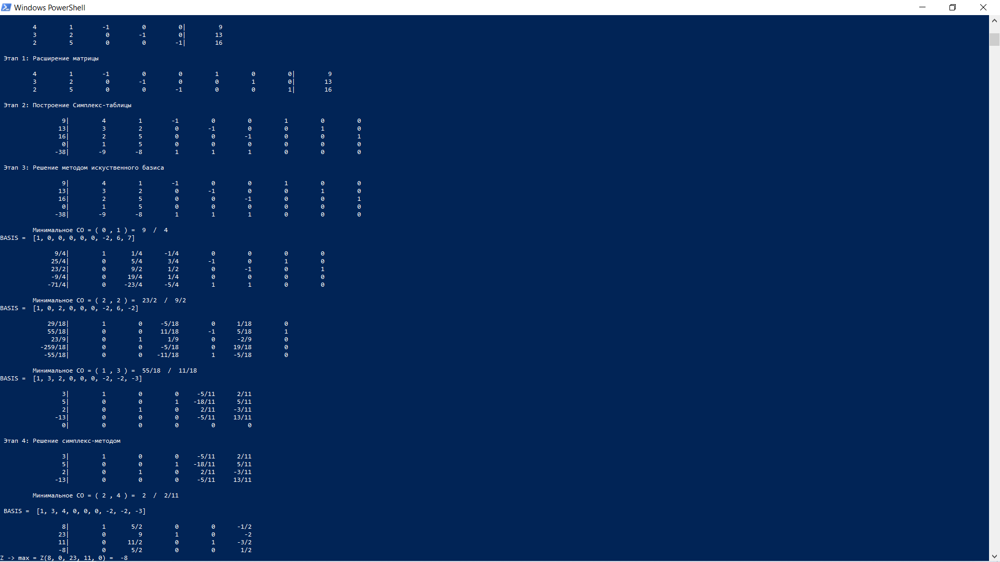 Windows PowerShell
4 1 -1 0 0| 9
3 2 0 -1 0| 13
2 5 0 0 -1| 16
Этап 1: Расширение матрицы
4 1 -1 0 0 1 0 0| 9
3 2 0 -1 0 0 1 0| 13
2 5 0 0 -1 0 0 1| 16
Этап 2: Построение Симплекс-таблицы
9| 4 1 -1 0 0 1 0 0
13| 3 2 0 -1 0 0 1 0
16| 2 5 0 0 -1 0 0 1
0| 1 5 0 0 0 0 0 0
-38| -9 -8 1 1 1 0 0 0
Этап 3: Решение методом искуственного базиса
9| 4 1 -1 0 0 1 0 0
13| 3 2 0 -1 0 0 1 0
16| 2 5 0 0 -1 0 0 1
0| 1 5 0 0 0 0 0 0
-38| -9 -8 1 1 1 0 0 0
Минимальное СО = ( 0 , 1 ) = 9 / 4
BASIS = [1, 0, 0, 0, 0, 0, -2, 6, 7]
9/4| 1 1/4 -1/4 0 0 0 0
25/4| 0 5/4 3/4 -1 0 1 0
23/2| 0 9/2 1/2 0 -1 0 1
-9/4| 0 19/4 1/4 0 0 0 0
-71/4| 0 -23/4 -5/4 1 1 0 0
Минимальное СО = ( 2 , 2 ) = 23/2 / 9/2
BASIS = [1, 0, 2, 0, 0, 0, -2, 6, -2]
29/18| 1 0 -5/18 0 1/18 0
55/18| 0 0 11/18 -1 5/18 1
23/9| 0 1 1/9 0 -2/9 0
-259/18| 0 0 -5/18 0 19/18 0
-55/18| 0 0 -11/18 1 -5/18 0
Минимальное СО = ( 1 , 3 ) = 55/18 / 11/18
BASIS = [1, 3, 2, 0, 0, 0, -2, -2, -3]
3| 1 0 0 -5/11 2/11
5| 0 0 1 -18/11 5/11
2| 0 1 0 2/11 -3/11
-13| 0 0 0 -5/11 13/11
0| 0 0 0 0 0
Этап 4: Решение симплекс-методом
3| 1 0 0 -5/11 2/11
5| 0 0 1 -18/11 5/11
2| 0 1 0 2/11 -3/11
-13| 0 0 0 -5/11 13/11
Минимальное СО = ( 2 , 4 ) = 2 / 2/11
BASIS = [1, 3, 4, 0, 0, 0, -2, -2, -3]
8| 1 5/2 0 0 -1/2
23| 0 9 1 0 -2
11| 0 11/2 0 1 -3/2
-8| 0 5/2 0 0 1/2
Z -> max = Z(8, 0, 23, 11, 0) = -8